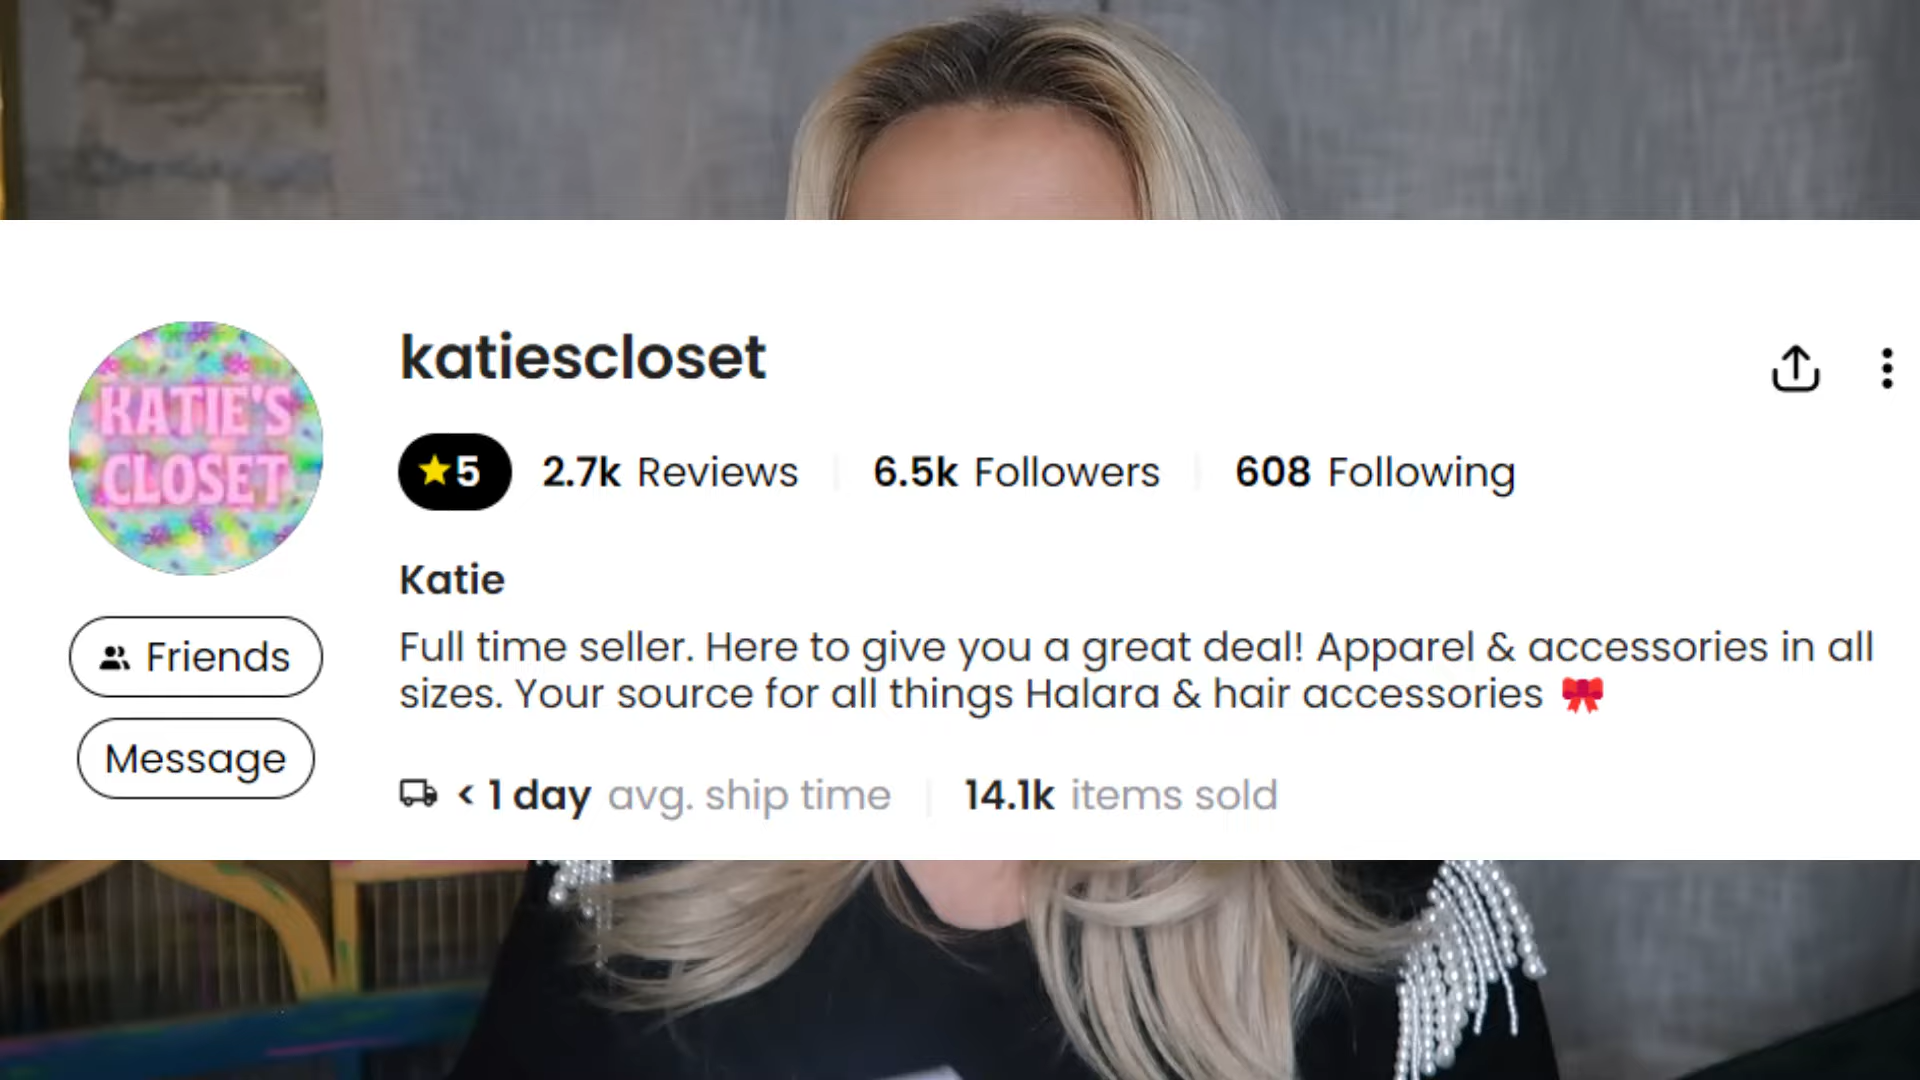 katiescloset
KATIE'S
CLOSET
5 2.7k Reviews 6.5k Followers 608 Following
Katie
Friends
Full time seller. Here to give you a great deal! Apparel & accessories in all
sizes. Your source for all things Halara & hair accessories 🎀
Message
< 1 day avg. ship time 14.1k items sold